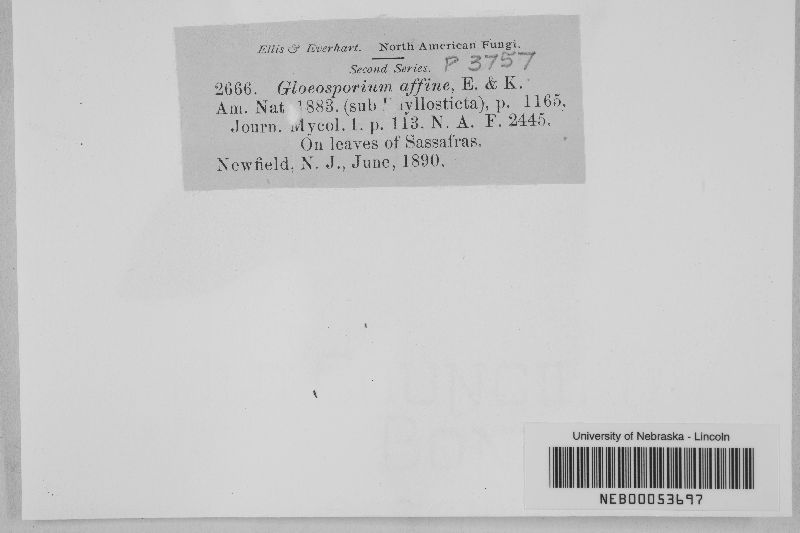 Ellis & Everhart. North American Fungi.
Second Series. P 3757
2666. Gloeosporium affine, E. & K.
Am. Nat 1883. (sub yllosticta), p. 1165,
Journ. Mycol. I. p. 113. N. A. F. 2445.
On leaves of Sassafras.
Newfield, N. J., June, 1890.
University of Nebraska - Lincoln
NEB00053697